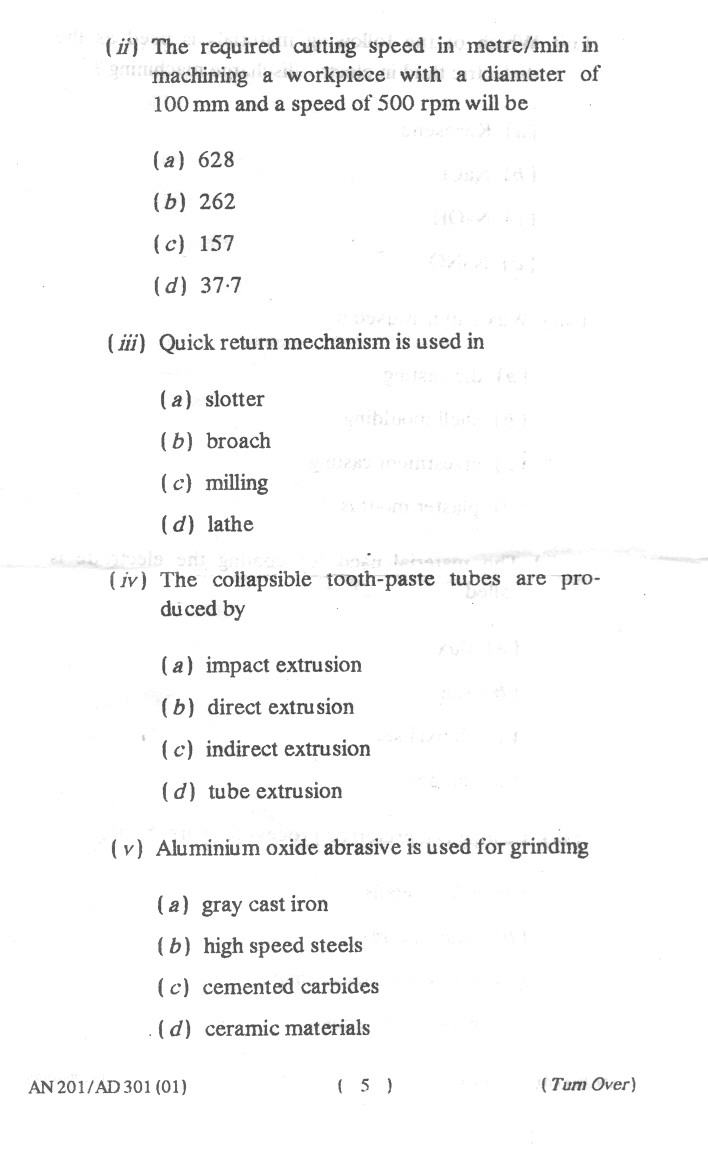 (ii) The required cutting speed in metre/min in
machining a workpiece with a diameter of
100 mm and a speed of 500 rpm will be
(a) 628
(b) 262
(c) 157
(d) 37·7
(iii) Quick return mechanism is used in
(a) slotter
(b) broach
(c) milling
(d) lathe
(iv) The collapsible tooth-paste tubes are pro-
duced by
(a) impact extrusion
(b) direct extrusion
(c) indirect extrusion
(d) tube extrusion
(v) Aluminium oxide abrasive is used for grinding
(a) gray cast iron
(b) high speed steels
(c) cemented carbides
(d) ceramic materials
AN 201/AD 301 (01) ( 5 ) (Turn Over)